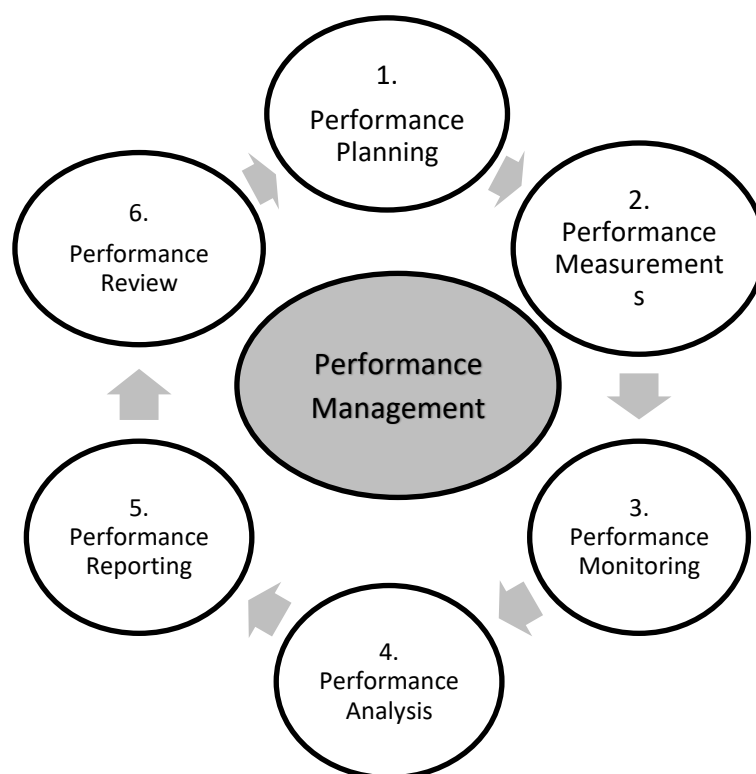 1.
Performance
Planning
2.
Performance
Measurement
s
3.
Performance
Monitoring
4.
Performance
Analysis
5.
Performance
Reporting
6.
Performance
Review
Performance
Management